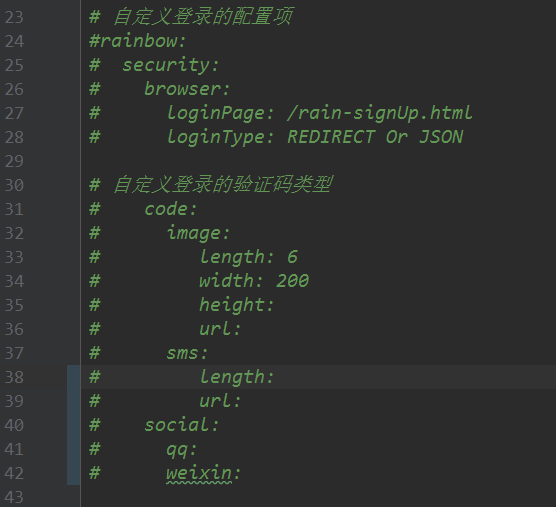 23 # 自定义登录的配置项
24 #rainbow:
25 #  security:
26 #    browser:
27 #      loginPage: /rain-signUp.html
28 #      loginType: REDIRECT Or JSON
29
30 # 自定义登录的验证码类型
31 #    code:
32 #      image:
33 #         length: 6
34 #         width: 200
35 #         height:
36 #         url:
37 #      sms:
38 #         length:
39 #         url:
40 #    social:
41 #      qq:
42 #      weixin:
43